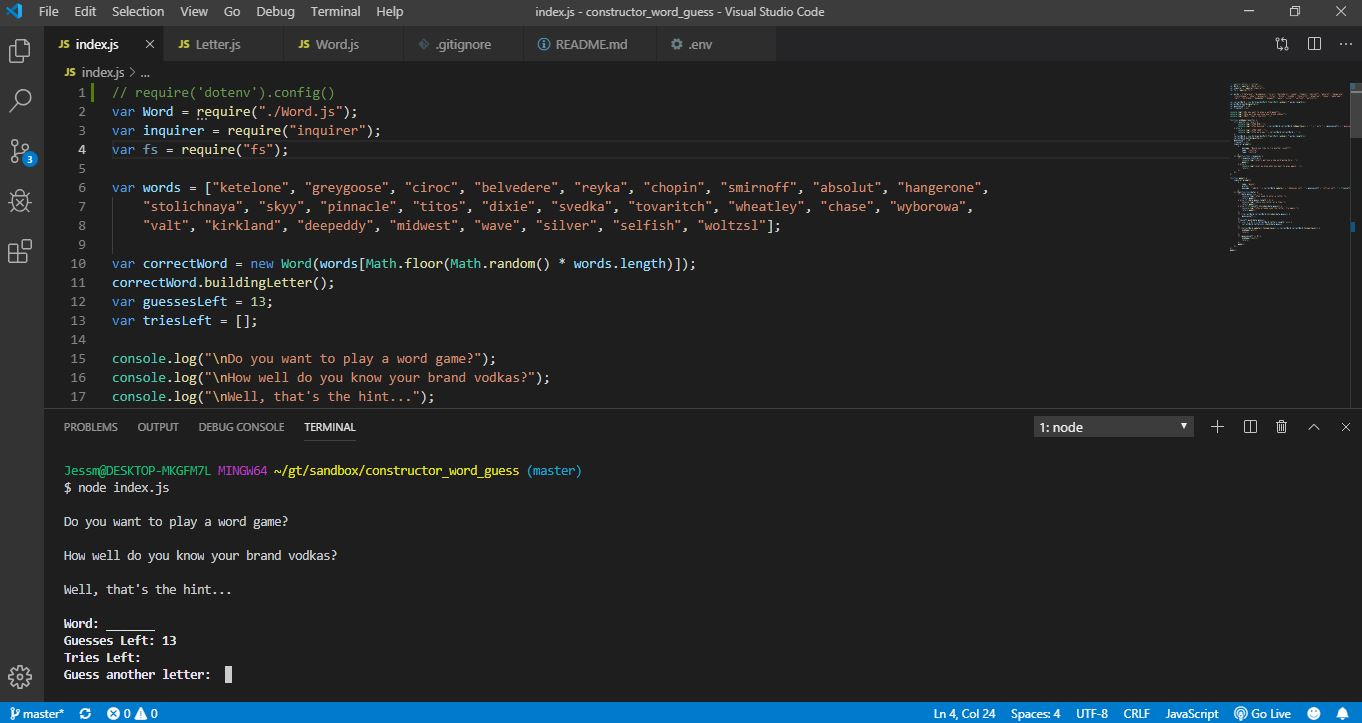 File Edit Selection View Go Debug Terminal Help index.js - constructor_word_guess - Visual Studio Code
JS index.js JS Letter.js JS Word.js .gitignore README.md .env
JS index.js > ...
1 // require('dotenv').config()
2 var Word = require("./Word.js");
3 var inquirer = require("inquirer");
4 var fs = require("fs");
5
6 var words = ["ketelone", "greygoose", "ciroc", "belvedere", "reyka", "chopin", "smirnoff", "absolut", "hangerone",
7 "stolichnaya", "skyy", "pinnacle", "titos", "dixie", "svedka", "tovaritch", "wheatley", "chase", "wyborowa",
8 "valt", "kirkland", "deepeddy", "midwest", "wave", "silver", "selfish", "woltzsl"];
9
10 var correctWord = new Word(words[Math.floor(Math.random() * words.length)]);
11 correctWord.buildingLetter();
12 var guessesLeft = 13;
13 var triesLeft = [];
14
15 console.log("\nDo you want to play a word game?");
16 console.log("\nHow well do you know your brand vodkas?");
17 console.log("\nWell, that's the hint...");
3
PROBLEMS OUTPUT DEBUG CONSOLE TERMINAL 1: node
Jessm@DESKTOP-MKGFM7L MINGW64 ~/gt/sandbox/constructor_word_guess (master)
$ node index.js
Do you want to play a word game?
How well do you know your brand vodkas?
Well, that's the hint...
Word: _______
Guesses Left: 13
Tries Left:
Guess another letter:
master* 0 0 Ln 4, Col 24 Spaces: 4 UTF-8 CRLF JavaScript Go Live